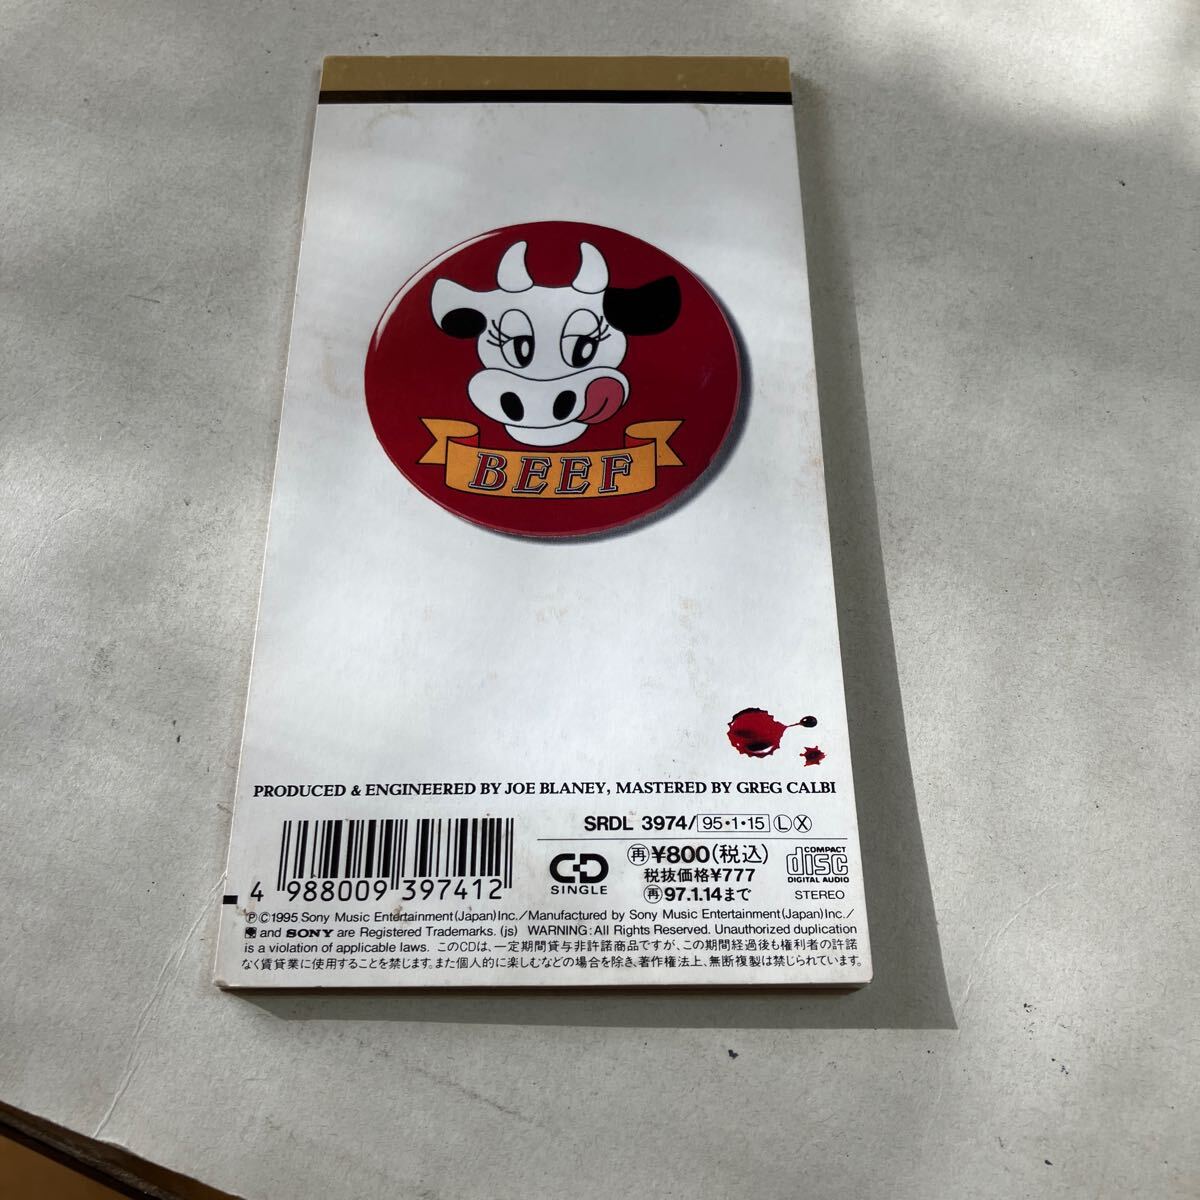 BEEF
PRODUCED & ENGINEERED BY JOE BLANEY, MASTERED BY GREG CALBI
SRDL 3974/ 95・1・15 Ⓛ Ⓧ
CD SINGLE
㊢¥800(税込)
税抜価格¥777
再97.1.14まで
COMPACT disc DIGITAL AUDIO
STEREO
4 988009 397412
ⓅⒸ1995 Sony Music Entertainment(Japan)Inc./Manufactured by Sony Music Entertainment(Japan)Inc./
and SONY are Registered Trademarks. (js) WARNING: All Rights Reserved. Unauthorized duplication
is a violation of applicable laws. このCDは、一定期間貸与非許諾商品ですが、この期間経過後も権利者の許諾
なく賃貸業に使用することを禁じます。また個人的に楽しむなどの場合を除き、著作権法上、無断複製は禁じられています。